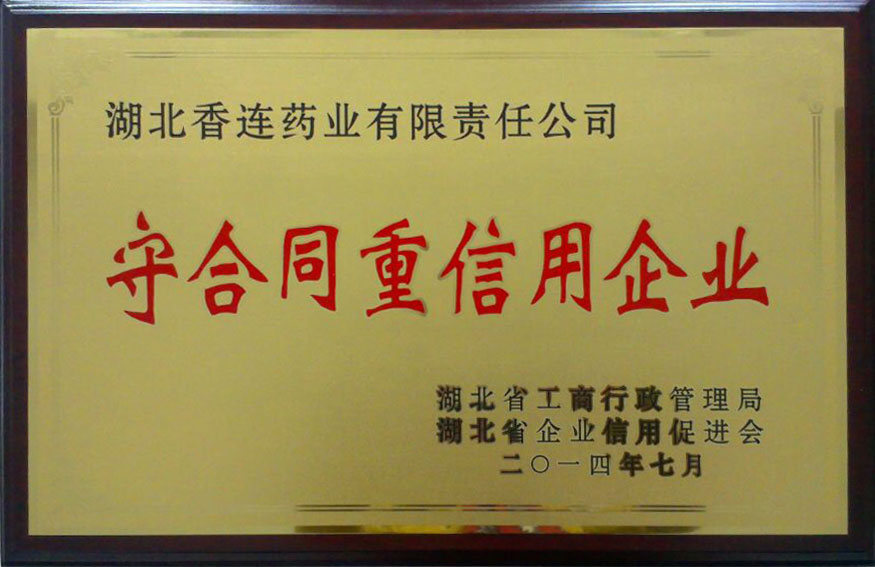 湖北香连药业有限责任公司
守合同重信用企业
湖北省工商行政管理局
湖北省企业信用促进会
二〇一四年七月